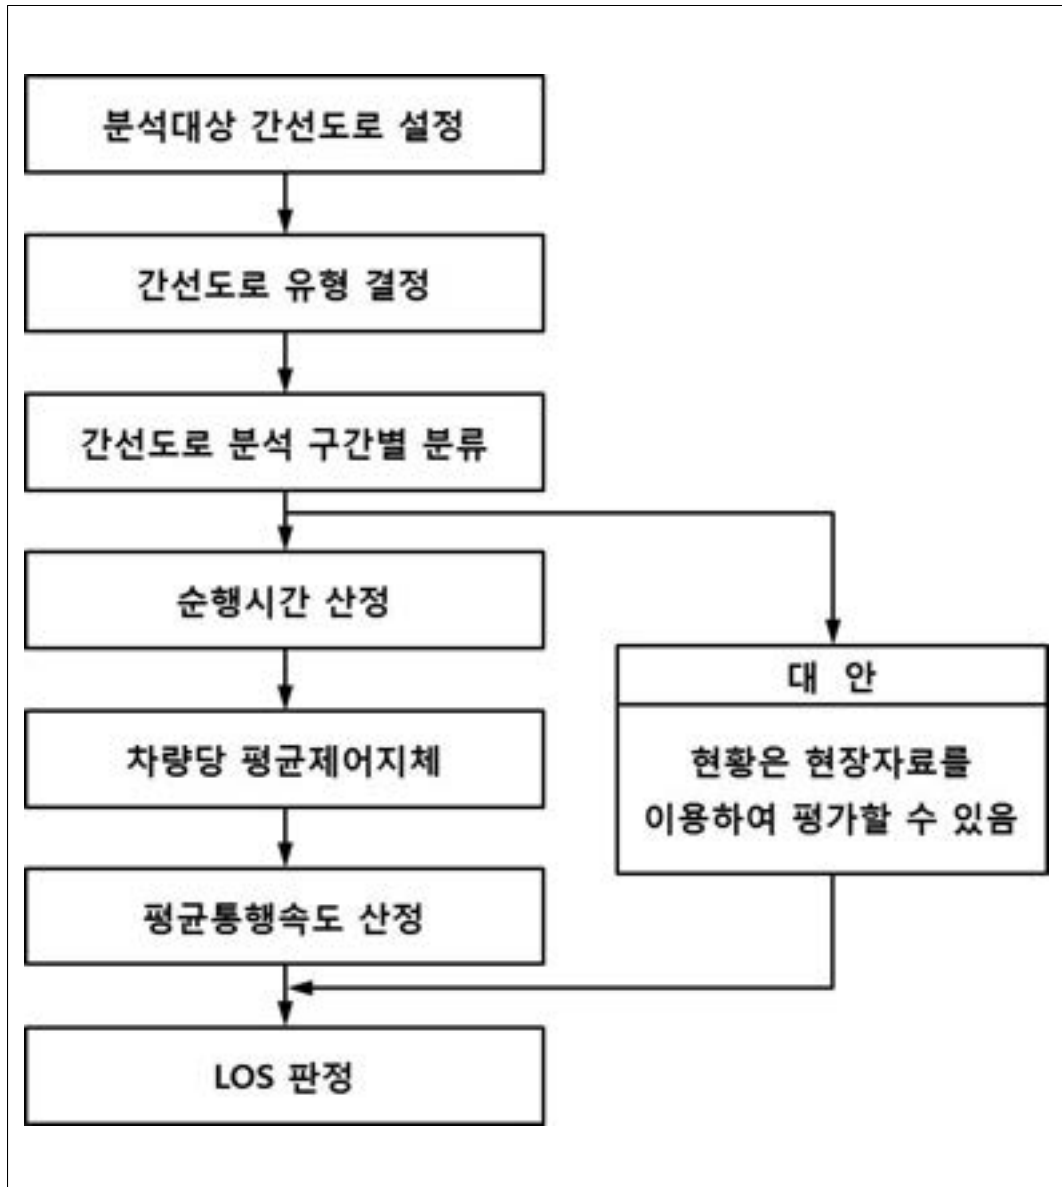 분석대상 간선도로 설정
간선도로 유형 결정
간선도로 분석 구간별 분류
순행시간 산정
차량당 평균제어지체
평균통행속도 산정
LOS 판정
대 안
현황은 현장자료를
이용하여 평가할 수 있음